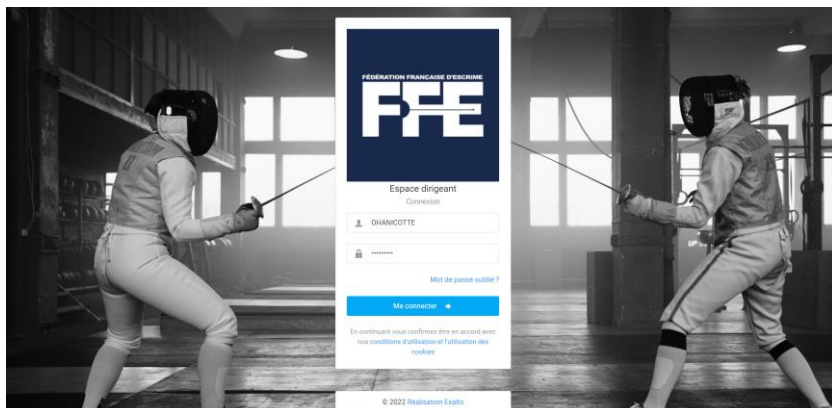 FÉDÉRATION FRANÇAISE D'ESCRIME
FFE
Espace dirigeant
Connexion
OHANICOTTE
•••••••••
Mot de passe oublié ?
Me connecter
En continuant vous confirmez être en accord avec
nos conditions d'utilisation et l'utilisation des
cookies
© 2022 Réalisation Exalto